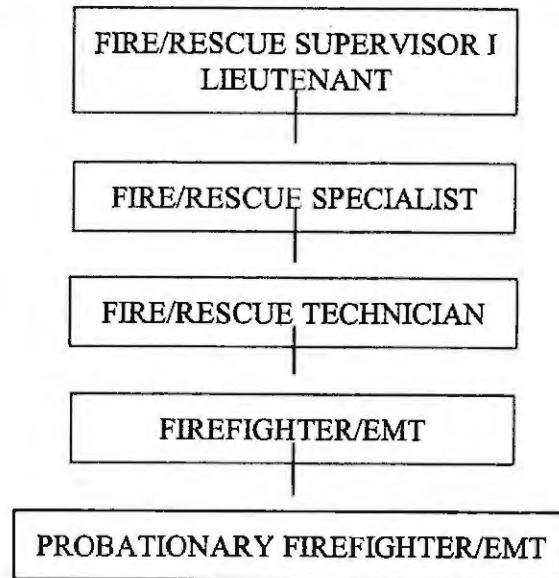 FIRE/RESCUE SUPERVISOR I
LIEUTENANT
FIRE/RESCUE SPECIALIST
FIRE/RESCUE TECHNICIAN
FIREFIGHTER/EMT
PROBATIONARY FIREFIGHTER/EMT